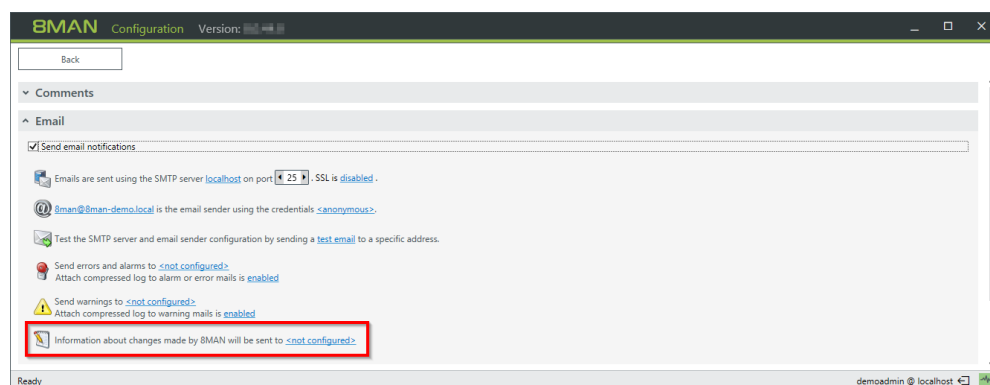 8MAN Configuration Version:
Back
Comments
Email
Send email notifications
Emails are sent using the SMTP server localhost on port 25 . SSL is disabled .
8man@8man-demo.local is the email sender using the credentials <anonymous>.
Test the SMTP server and email sender configuration by sending a test email to a specific address.
Send errors and alarms to <not configured>
Attach compressed log to alarm or error mails is enabled
Send warnings to <not configured>
Attach compressed log to warning mails is enabled
Information about changes made by 8MAN will be sent to <not configured>
Ready demoadmin @ localhost